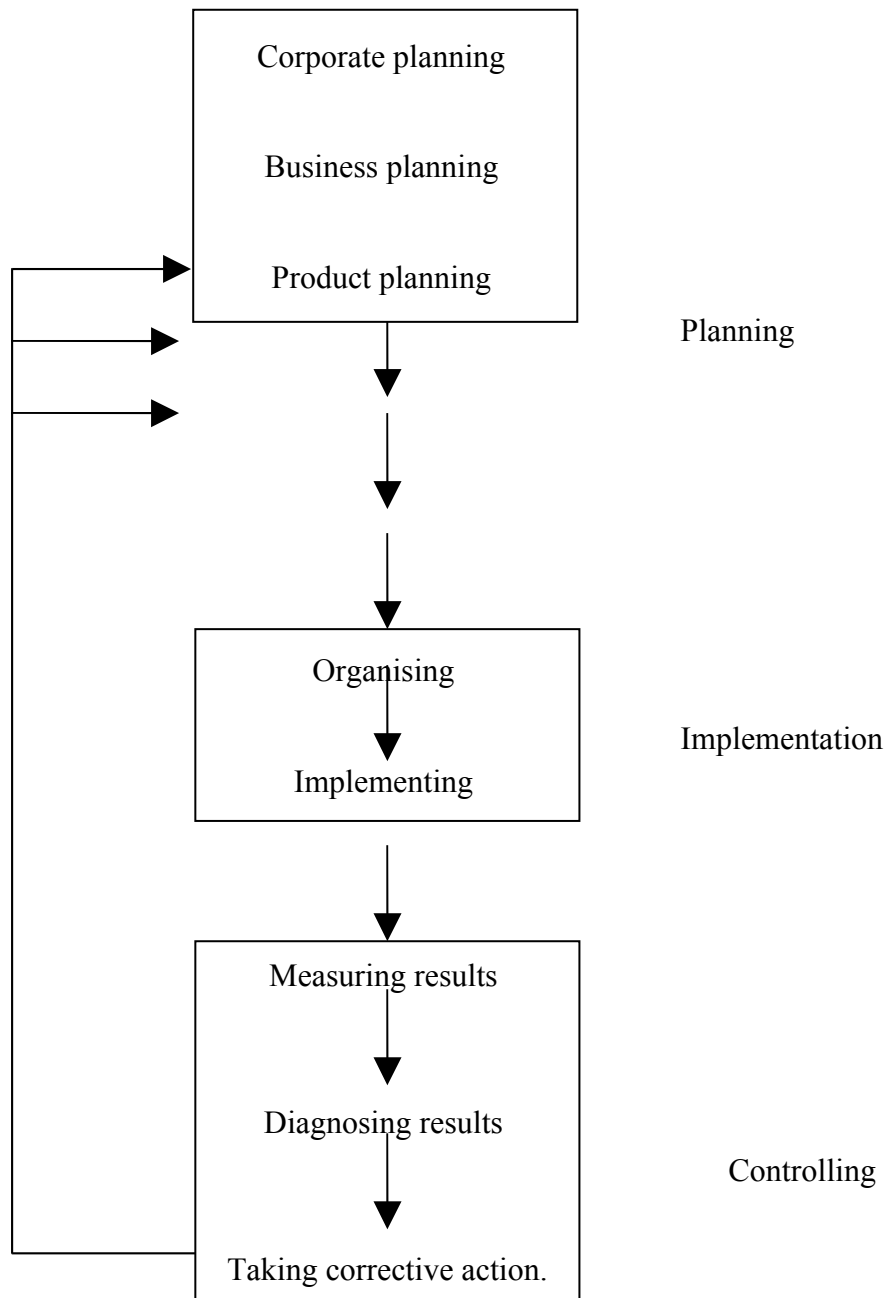 Corporate planning
Business planning
Product planning
Planning
Organising
Implementation
Implementing
Measuring results
Diagnosing results
Controlling
Taking corrective action.